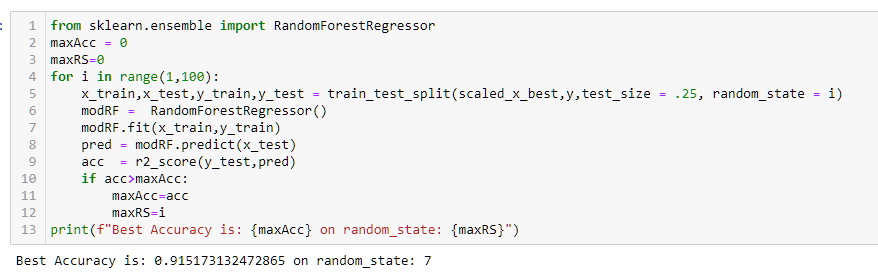 1 from sklearn.ensemble import RandomForestRegressor
2 maxAcc = 0
3 maxRS=0
4 for i in range(1,100):
5     x_train,x_test,y_train,y_test = train_test_split(scaled_x_best,y,test_size = .25, random_state = i)
6     modRF =  RandomForestRegressor()
7     modRF.fit(x_train,y_train)
8     pred = modRF.predict(x_test)
9     acc  = r2_score(y_test,pred)
10     if acc>maxAcc:
11         maxAcc=acc
12         maxRS=i
13 print(f"Best Accuracy is: {maxAcc} on random_state: {maxRS}")
Best Accuracy is: 0.915173132472865 on random_state: 7